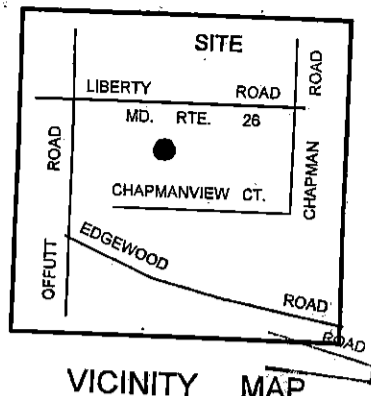 SITE
LIBERTY ROAD
MD. RTE. 26
ROAD
CHAPMAN
ROAD
OFFUTT
CHAPMANVIEW CT.
EDGEWOOD ROAD
ROAD
VICINITY MAP